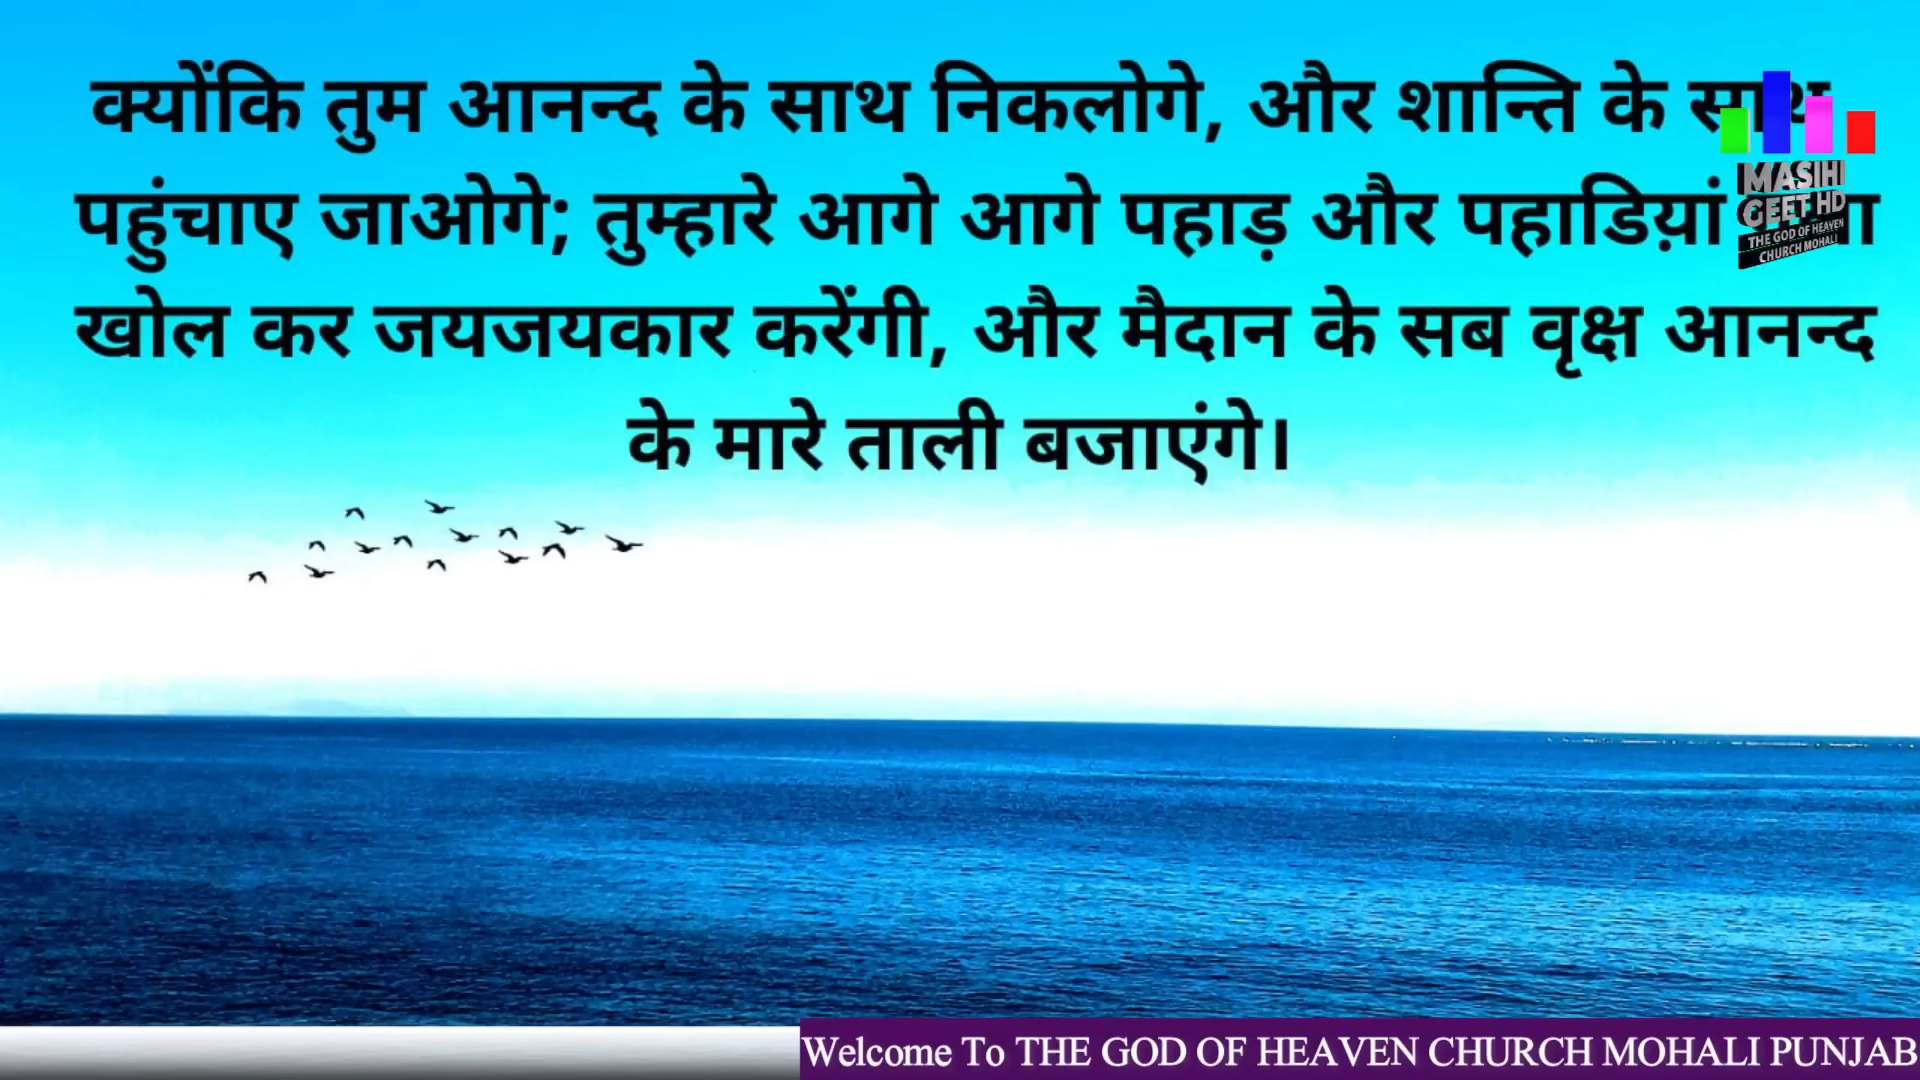 क्योंकि तुम आनन्द के साथ निकलोगे, और शान्ति के साथ
पहुंचाए जाओगे; तुम्हारे आगे आगे पहाड़ और पहाडिय़ां
खोल कर जयजयकार करेंगी, और मैदान के सब वृक्ष आनन्द
के मारे ताली बजाएंगे।
MASIHI
GEET HD
THE GOD OF HEAVEN
CHURCH MOHALI
Welcome To THE GOD OF HEAVEN CHURCH MOHALI PUNJAB